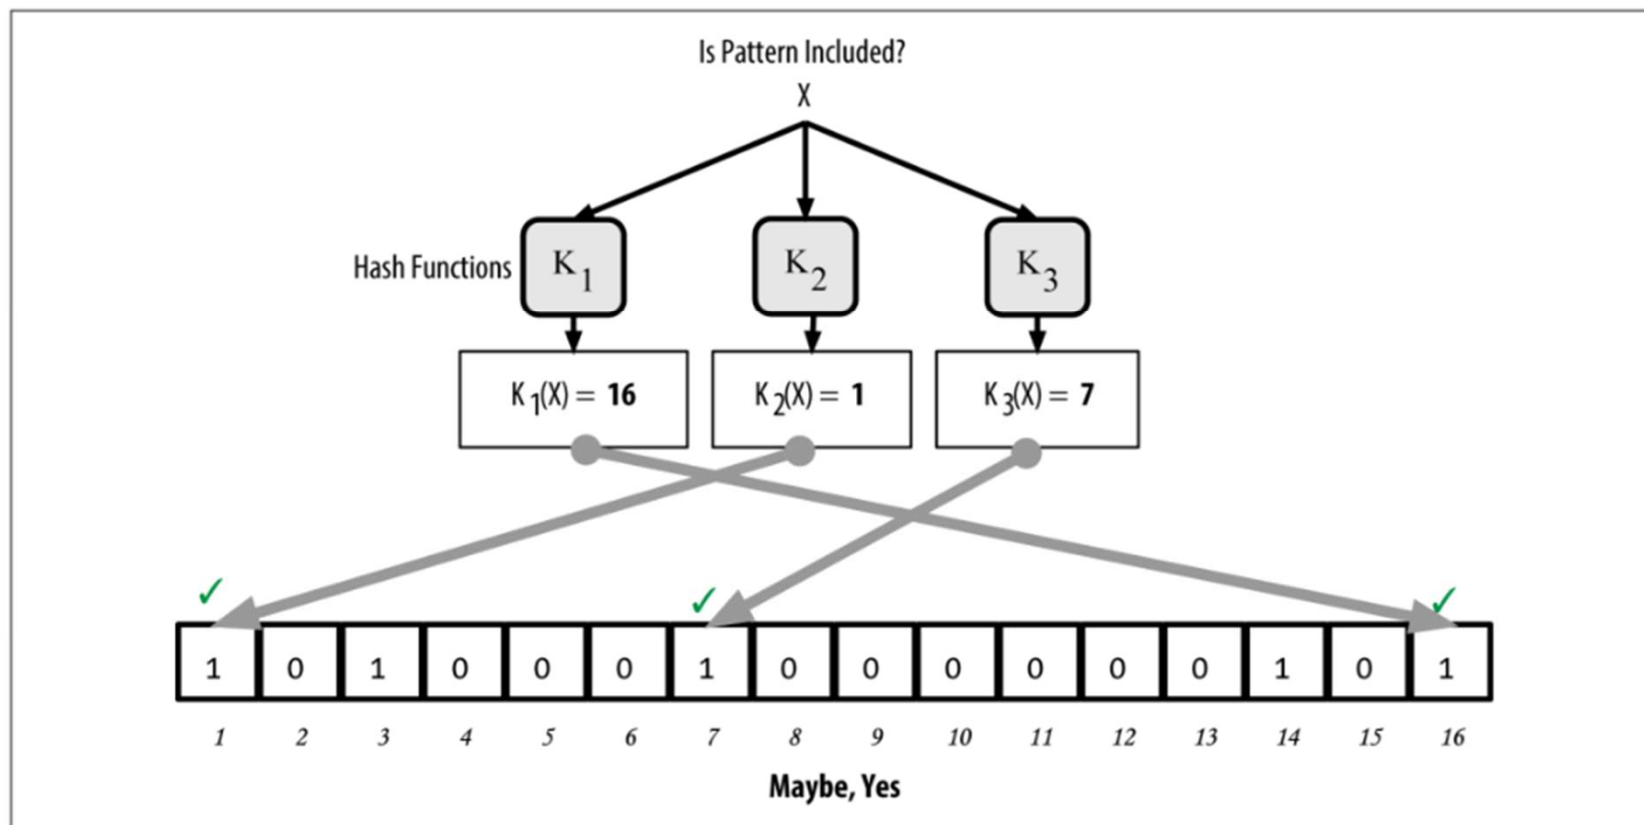 Is Pattern Included?
X
Hash Functions K1 K2 K3
K1(X) = 16 K2(X) = 1 K3(X) = 7
✓ ✓ ✓
1 0 1 0 0 0 1 0 0 0 0 0 0 1 0 1
1 2 3 4 5 6 7 8 9 10 11 12 13 14 15 16
Maybe, Yes